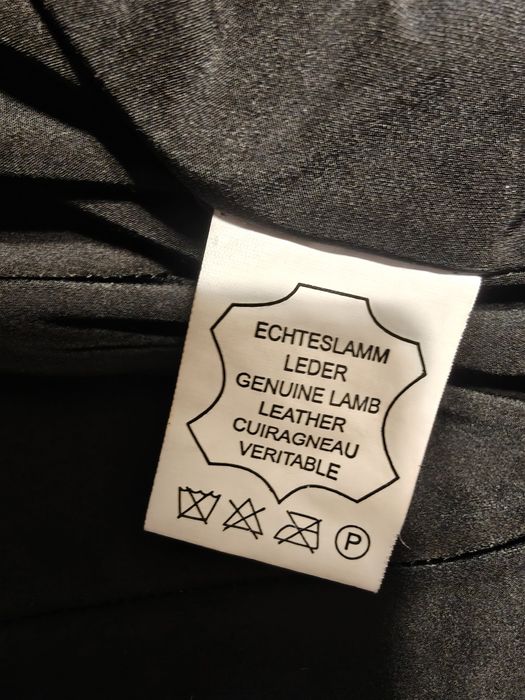 ECHTESLAMM
LEDER
GENUINE LAMB
LEATHER
CUIRAGNEAU
VERITABLE
P